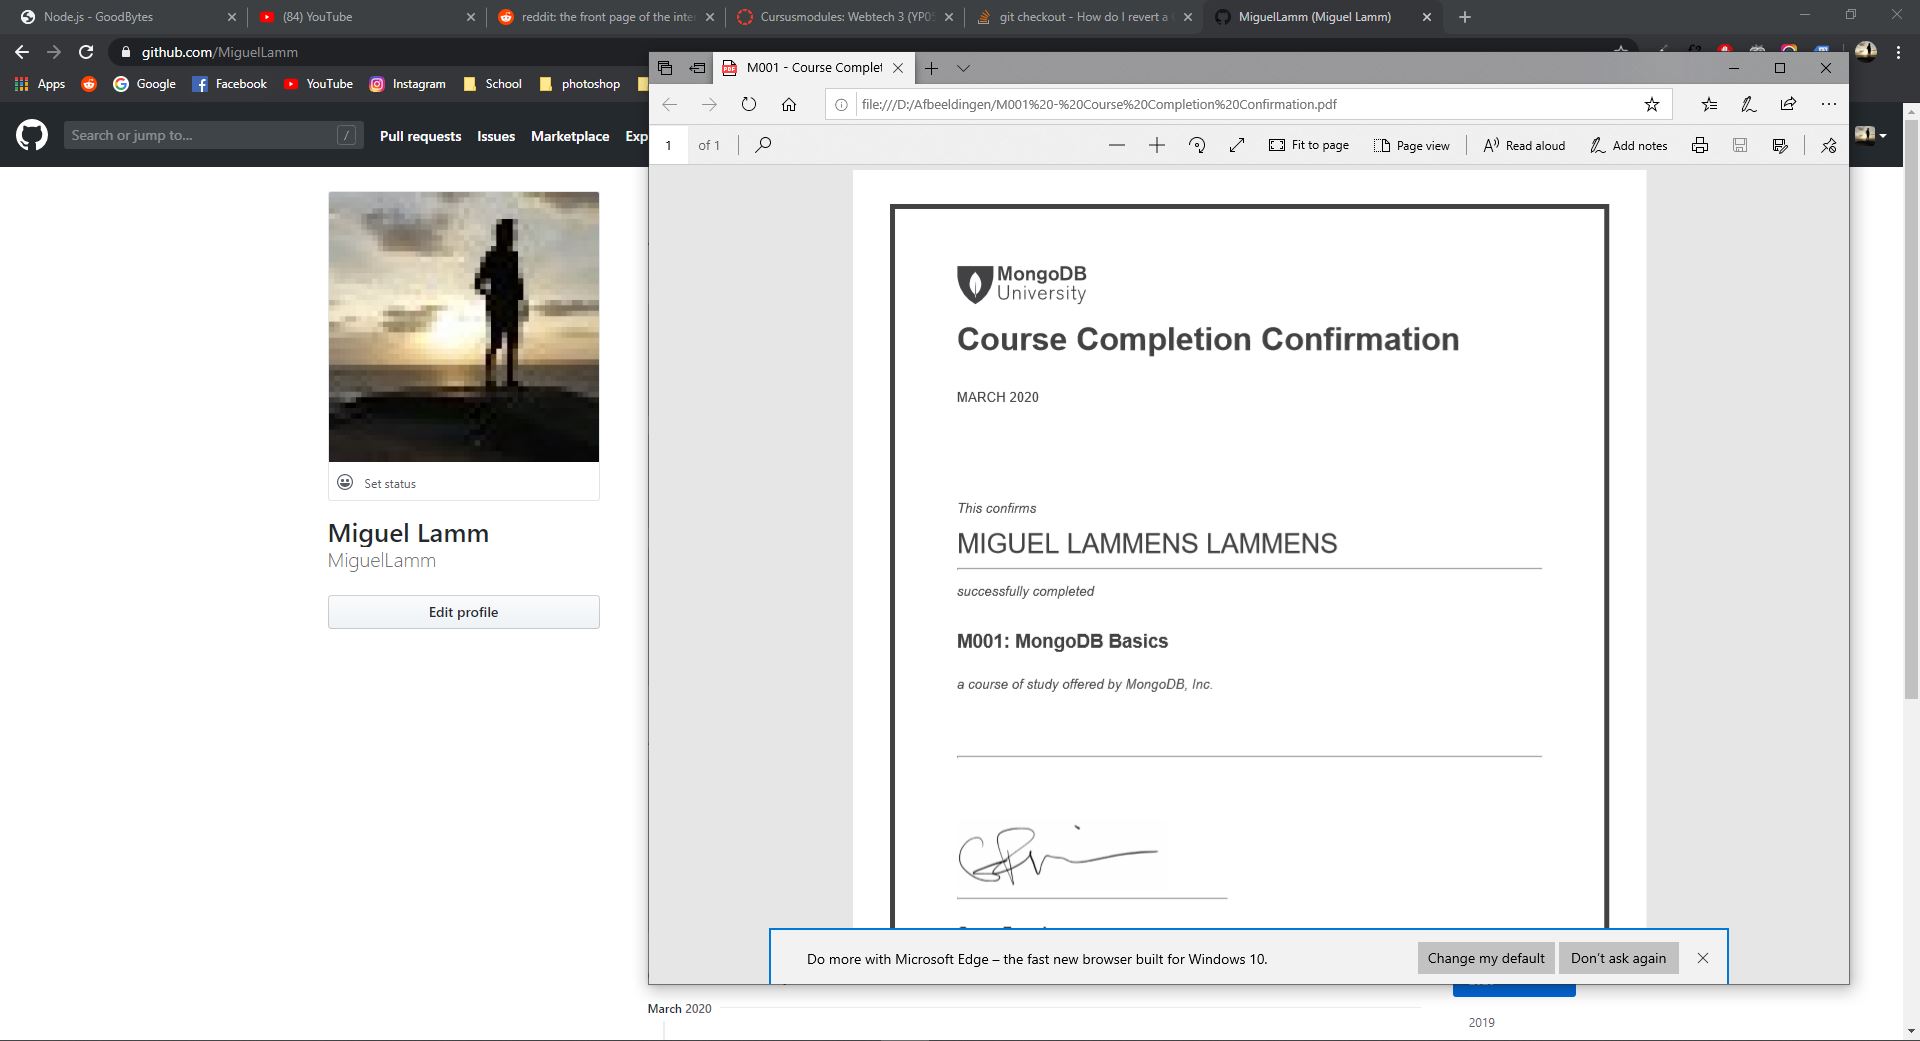 Node.js - GoodBytes
(84) YouTube
reddit: the front page of the inter
Cursusmodules: Webtech 3 (YP05
git checkout - How do I revert a
MiguelLamm (Miguel Lamm)
github.com/MiguelLamm
Apps
Google
Facebook
YouTube
Instagram
School
photoshop
Search or jump to...
/
Pull requests
Issues
Marketplace
Exp
Set status
Miguel Lamm
MiguelLamm
Edit profile
M001 - Course Complet
file:///D:/Afbeeldingen/M001%20-%20Course%20Completion%20Confirmation.pdf
1 of 1
Fit to page
Page view
Read aloud
Add notes
MongoDB
University
Course Completion Confirmation
MARCH 2020
This confirms
MIGUEL LAMMENS LAMMENS
successfully completed
M001: MongoDB Basics
a course of study offered by MongoDB, Inc.
Do more with Microsoft Edge – the fast new browser built for Windows 10.
Change my default
Don't ask again
March 2020
2019